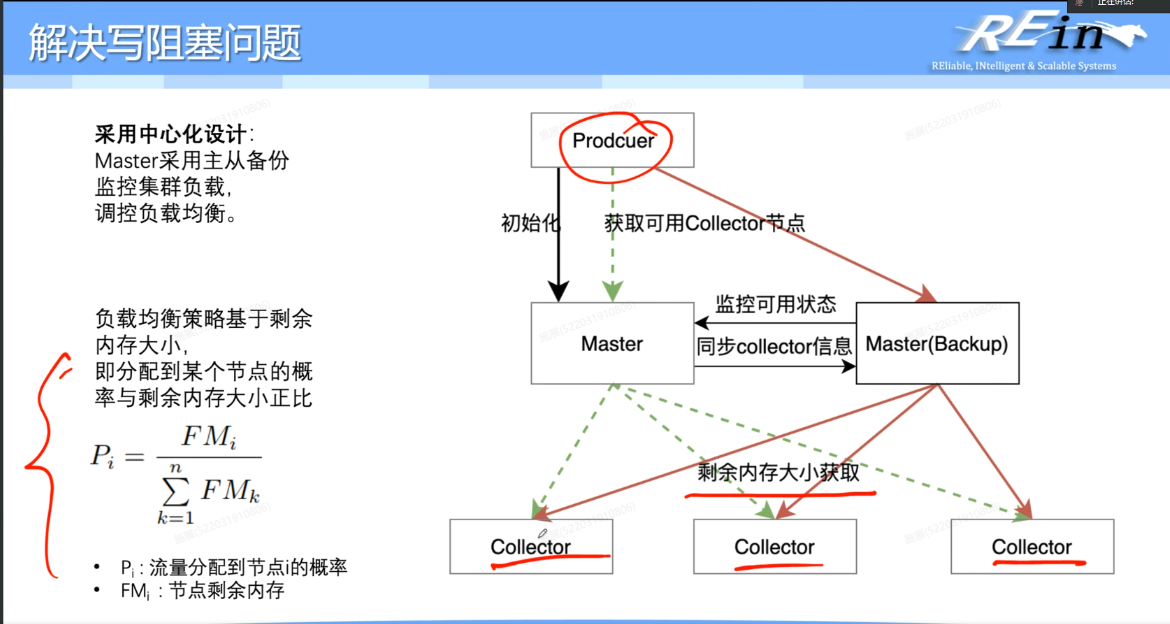 正在讲话:
解决写阻塞问题
REin
REliable, INtelligent & Scalable Systems
采用中心化设计:
Master采用主从备份
监控集群负载,
调控负载均衡。
负载均衡策略基于剩余
内存大小,
即分配到某个节点的概
率与剩余内存大小正比
P_i = FM_i / ∑_{k=1}^{n} FM_k
• P_i : 流量分配到节点i的概率
• FM_i : 节点剩余内存
Prodcuer
初始化
获取可用Collector节点
Master
监控可用状态
同步collector信息
Master(Backup)
剩余内存大小获取
Collector
Collector
Collector